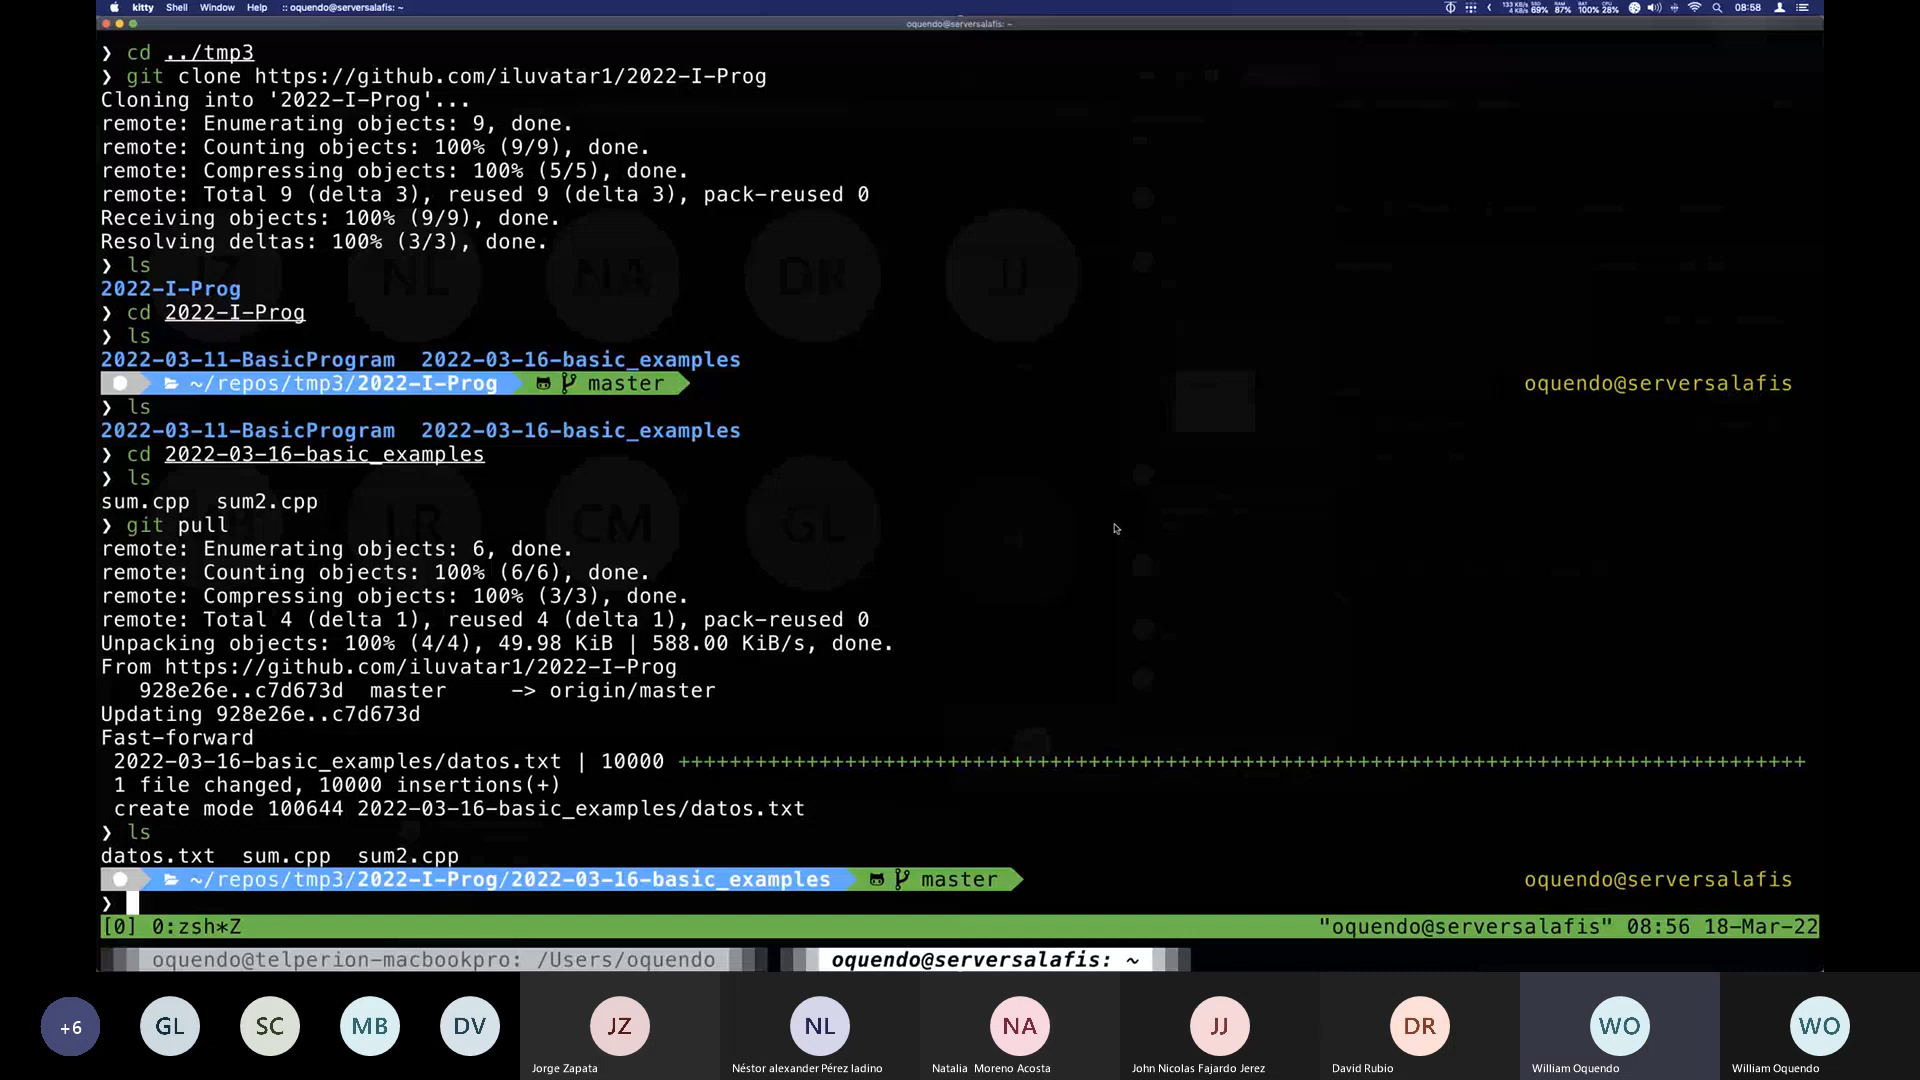 kitty Shell Window Help :: oquendo@serversalafis: ~ 08:58
oquendo@serversalafis: ~
❯ cd ../tmp3
❯ git clone https://github.com/iluvatar1/2022-I-Prog
Cloning into '2022-I-Prog'...
remote: Enumerating objects: 9, done.
remote: Counting objects: 100% (9/9), done.
remote: Compressing objects: 100% (5/5), done.
remote: Total 9 (delta 3), reused 9 (delta 3), pack-reused 0
Receiving objects: 100% (9/9), done.
Resolving deltas: 100% (3/3), done.
❯ ls
2022-I-Prog
❯ cd 2022-I-Prog
❯ ls
2022-03-11-BasicProgram 2022-03-16-basic_examples
~/repos/tmp3/2022-I-Prog master oquendo@serversalafis
❯ ls
2022-03-11-BasicProgram 2022-03-16-basic_examples
❯ cd 2022-03-16-basic_examples
❯ ls
sum.cpp sum2.cpp
❯ git pull
remote: Enumerating objects: 6, done.
remote: Counting objects: 100% (6/6), done.
remote: Compressing objects: 100% (3/3), done.
remote: Total 4 (delta 1), reused 4 (delta 1), pack-reused 0
Unpacking objects: 100% (4/4), 49.98 KiB | 588.00 KiB/s, done.
From https://github.com/iluvatar1/2022-I-Prog
928e26e..c7d673d master -> origin/master
Updating 928e26e..c7d673d
Fast-forward
2022-03-16-basic_examples/datos.txt | 10000 ++++++++++++++++++++++++++++++++++++++++++++++++++++++++++++++++++++++++++++++++++++++++
1 file changed, 10000 insertions(+)
create mode 100644 2022-03-16-basic_examples/datos.txt
❯ ls
datos.txt sum.cpp sum2.cpp
~/repos/tmp3/2022-I-Prog/2022-03-16-basic_examples master oquendo@serversalafis
❯
[0] 0:zsh*Z "oquendo@serversalafis" 08:56 18-Mar-22
oquendo@telperion-macbookpro: /Users/oquendo oquendo@serversalafis: ~
+6 GL SC MB DV JZ NL NA JJ DR WO WO
Jorge Zapata Néstor alexander Pérez ladino Natalia Moreno Acosta John Nicolas Fajardo Jerez David Rubio William Oquendo William Oquendo